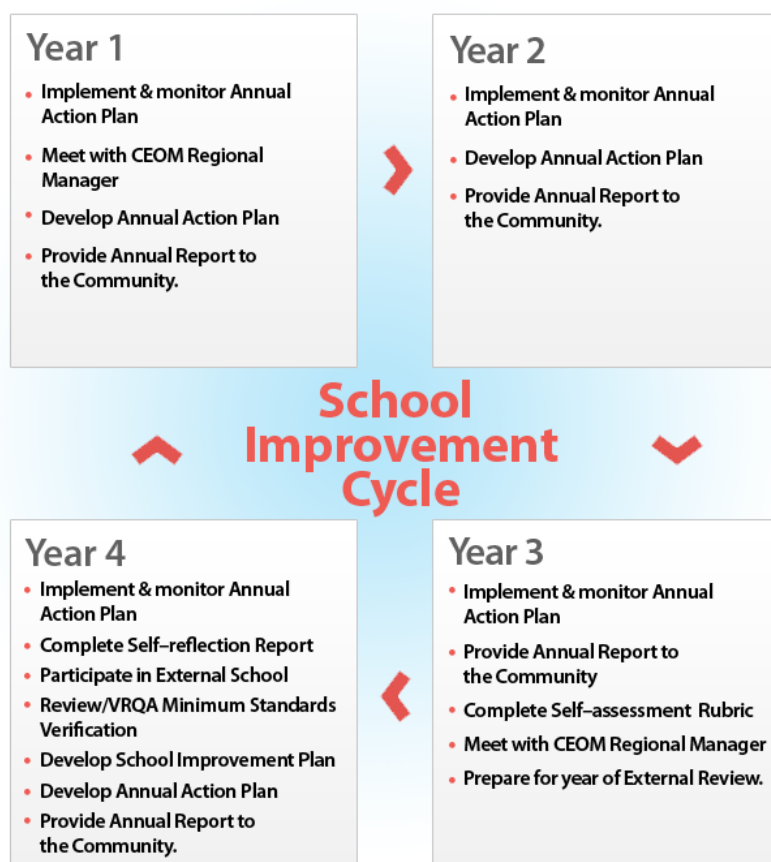 Year 1
• Implement & monitor Annual
Action Plan
• Meet with CEOM Regional
Manager
• Develop Annual Action Plan
• Provide Annual Report to
the Community.
Year 2
• Implement & monitor Annual
Action Plan
• Develop Annual Action Plan
• Provide Annual Report to
the Community.
School
Improvement
Cycle
Year 3
• Implement & monitor Annual
Action Plan
• Provide Annual Report to
the Community
• Complete Self–assessment Rubric
• Meet with CEOM Regional Manager
• Prepare for year of External Review.
Year 4
• Implement & monitor Annual
Action Plan
• Complete Self–reflection Report
• Participate in External School
• Review/VRQA Minimum Standards
Verification
• Develop School Improvement Plan
• Develop Annual Action Plan
• Provide Annual Report to
the Community.